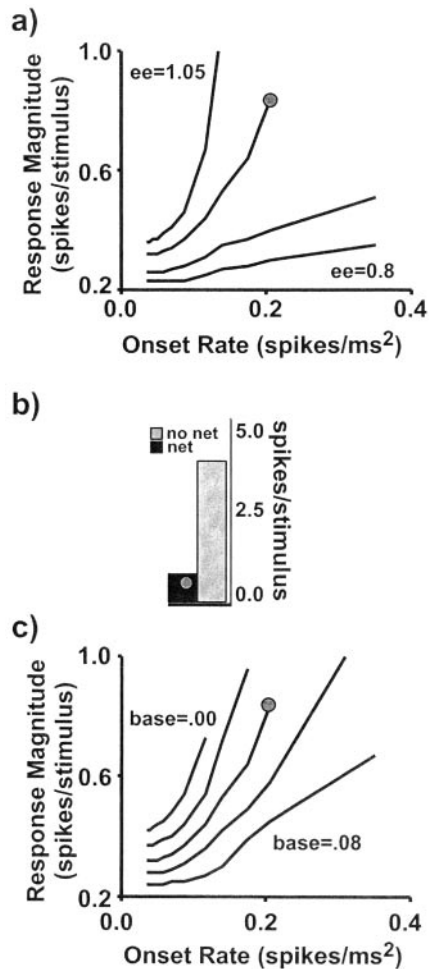 a)
1.0
ee=1.05
Response Magnitude
(spikes/stimulus)
0.6
ee=0.8
0.2
0.0
0.2
0.4
Onset Rate (spikes/ms²)
b)
no net
net
5.0
2.5
0.0
spikes/stimulus
c)
1.0
base=.00
Response Magnitude
(spikes/stimulus)
0.6
base=.08
0.2
0.0
0.2
0.4
Onset Rate (spikes/ms²)